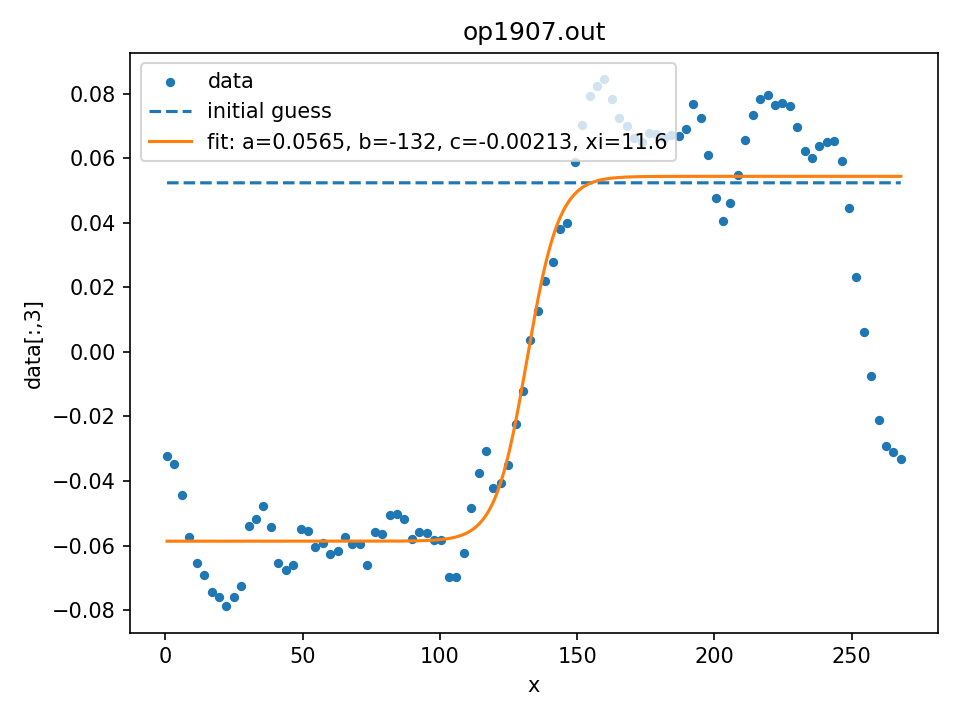 op1907.out
data
initial guess
fit: a=0.0565, b=-132, c=-0.00213, xi=11.6
data[:,3]
0.08
0.06
0.04
0.02
0.00
−0.02
−0.04
−0.06
−0.08
0 50 100 150 200 250
x